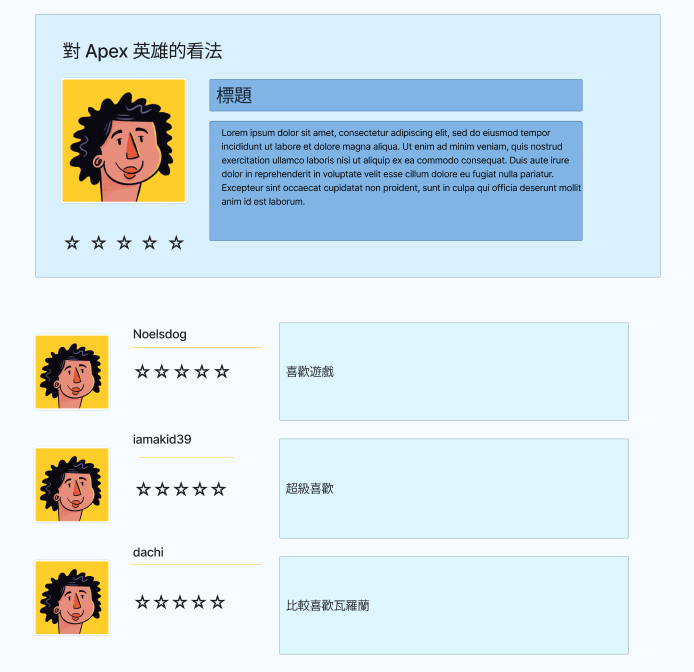 對 Apex 英雄的看法
標題
Lorem ipsum dolor sit amet, consectetur adipiscing elit, sed do eiusmod tempor
incididunt ut labore et dolore magna aliqua. Ut enim ad minim veniam, quis nostrud
exercitation ullamco laboris nisi ut aliquip ex ea commodo consequat. Duis aute irure
dolor in reprehenderit in voluptate velit esse cillum dolore eu fugiat nulla pariatur.
Excepteur sint occaecat cupidatat non proident, sunt in culpa qui officia deserunt mollit
anim id est laborum.
Noelsdog
喜歡遊戲
iamakid39
超級喜歡
dachi
比較喜歡瓦羅蘭